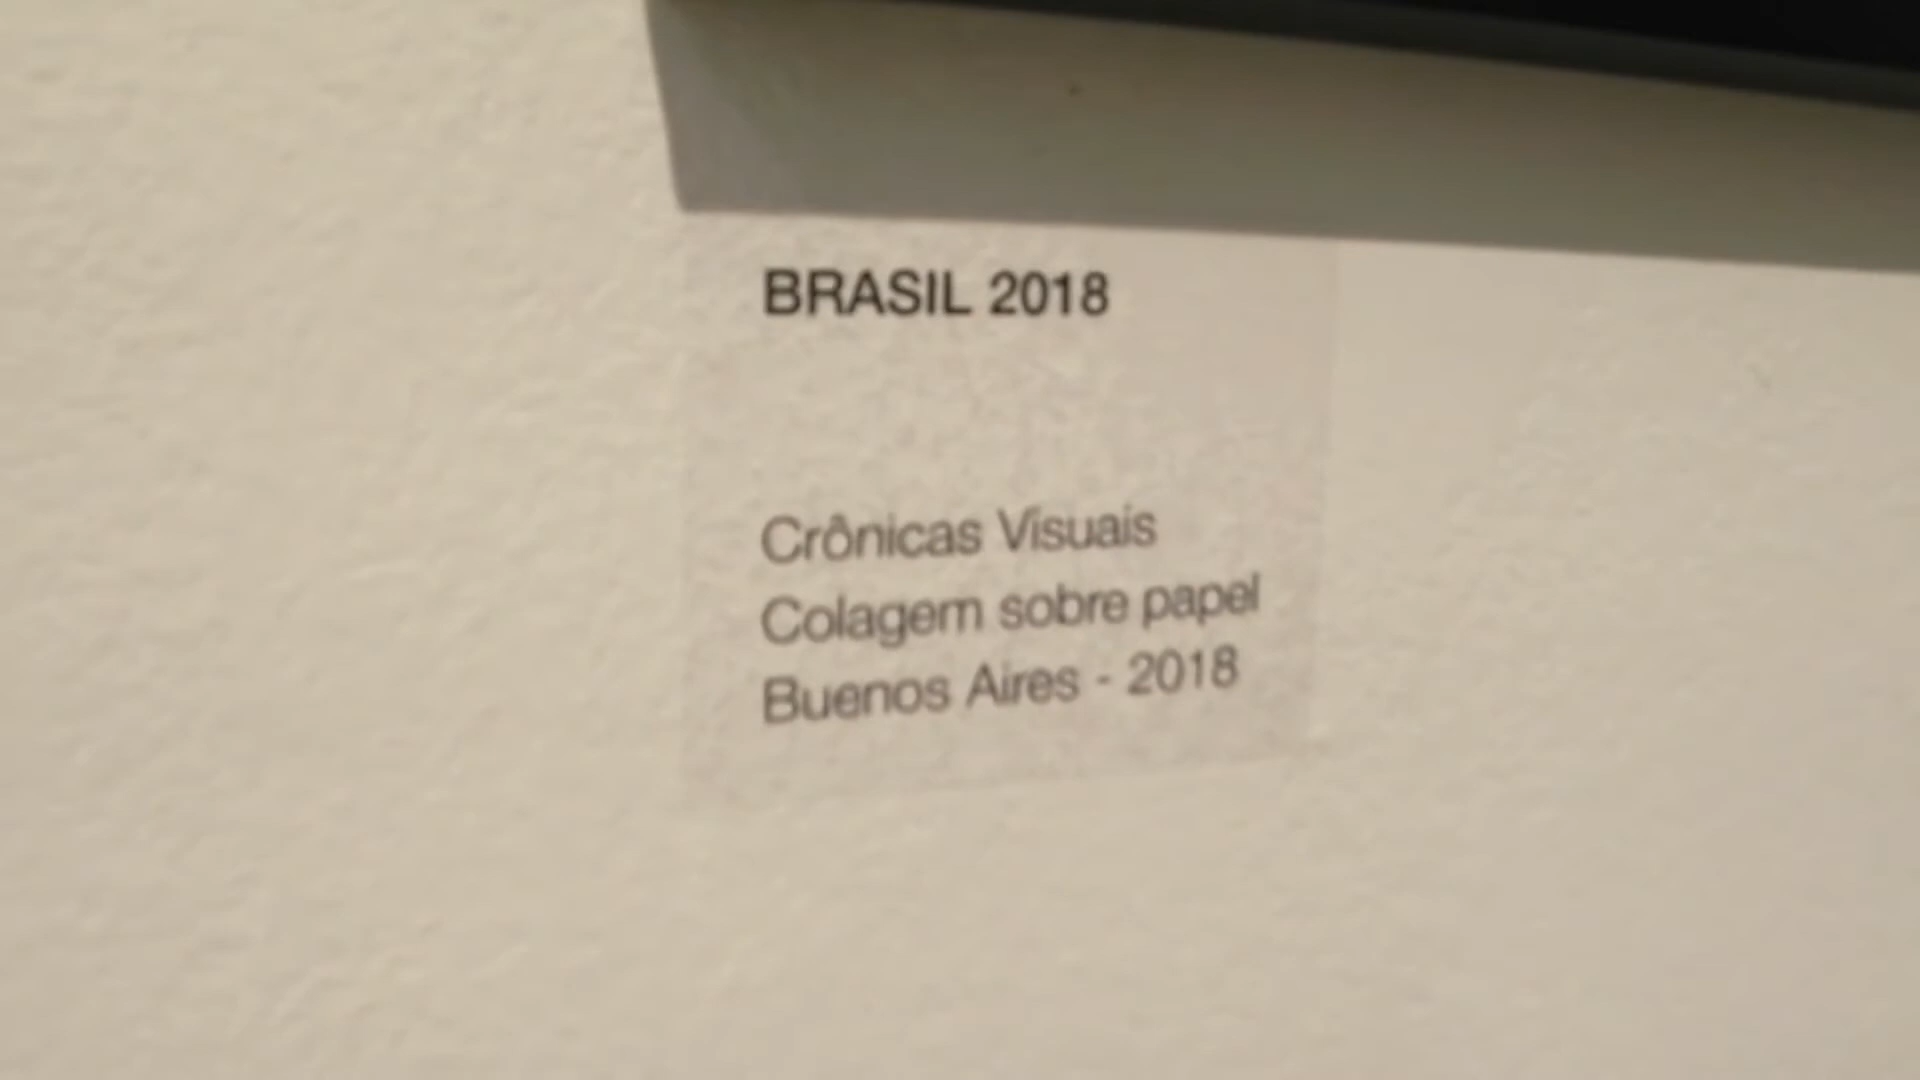 BRASIL 2018
Crônicas Visuais
Colagem sobre papel
Buenos Aires - 2018